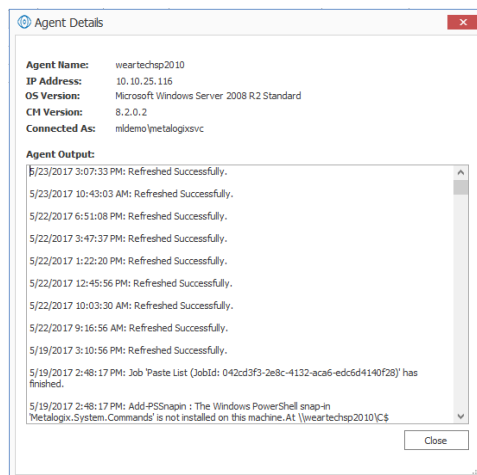 Agent Details
Agent Name: weartechsp2010
IP Address: 10.10.25.116
OS Version: Microsoft Windows Server 2008 R2 Standard
CM Version: 8.2.0.2
Connected As: mldemo\metalogixsvc
Agent Output:
5/23/2017 3:07:33 PM: Refreshed Successfully.
5/23/2017 10:43:03 AM: Refreshed Successfully.
5/22/2017 6:51:08 PM: Refreshed Successfully.
5/22/2017 3:47:37 PM: Refreshed Successfully.
5/22/2017 1:22:20 PM: Refreshed Successfully.
5/22/2017 12:45:56 PM: Refreshed Successfully.
5/22/2017 10:03:30 AM: Refreshed Successfully.
5/22/2017 9:16:56 AM: Refreshed Successfully.
5/19/2017 3:10:56 PM: Refreshed Successfully.
5/19/2017 2:48:17 PM: Job 'Paste List (JobId: 042cd3f3-2e8c-4132-aca6-edc6d4140f28)' has
finished.
5/19/2017 2:48:17 PM: Add-PSSnapin : The Windows PowerShell snap-in
'Metalogix.System.Commands' is not installed on this machine.At \\weartechsp2010\C$
Close